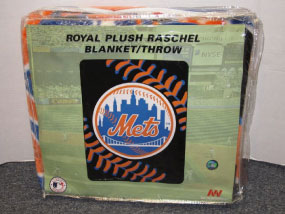 ROYAL PLUSH RASCHEL
BLANKET/THROW
Mets